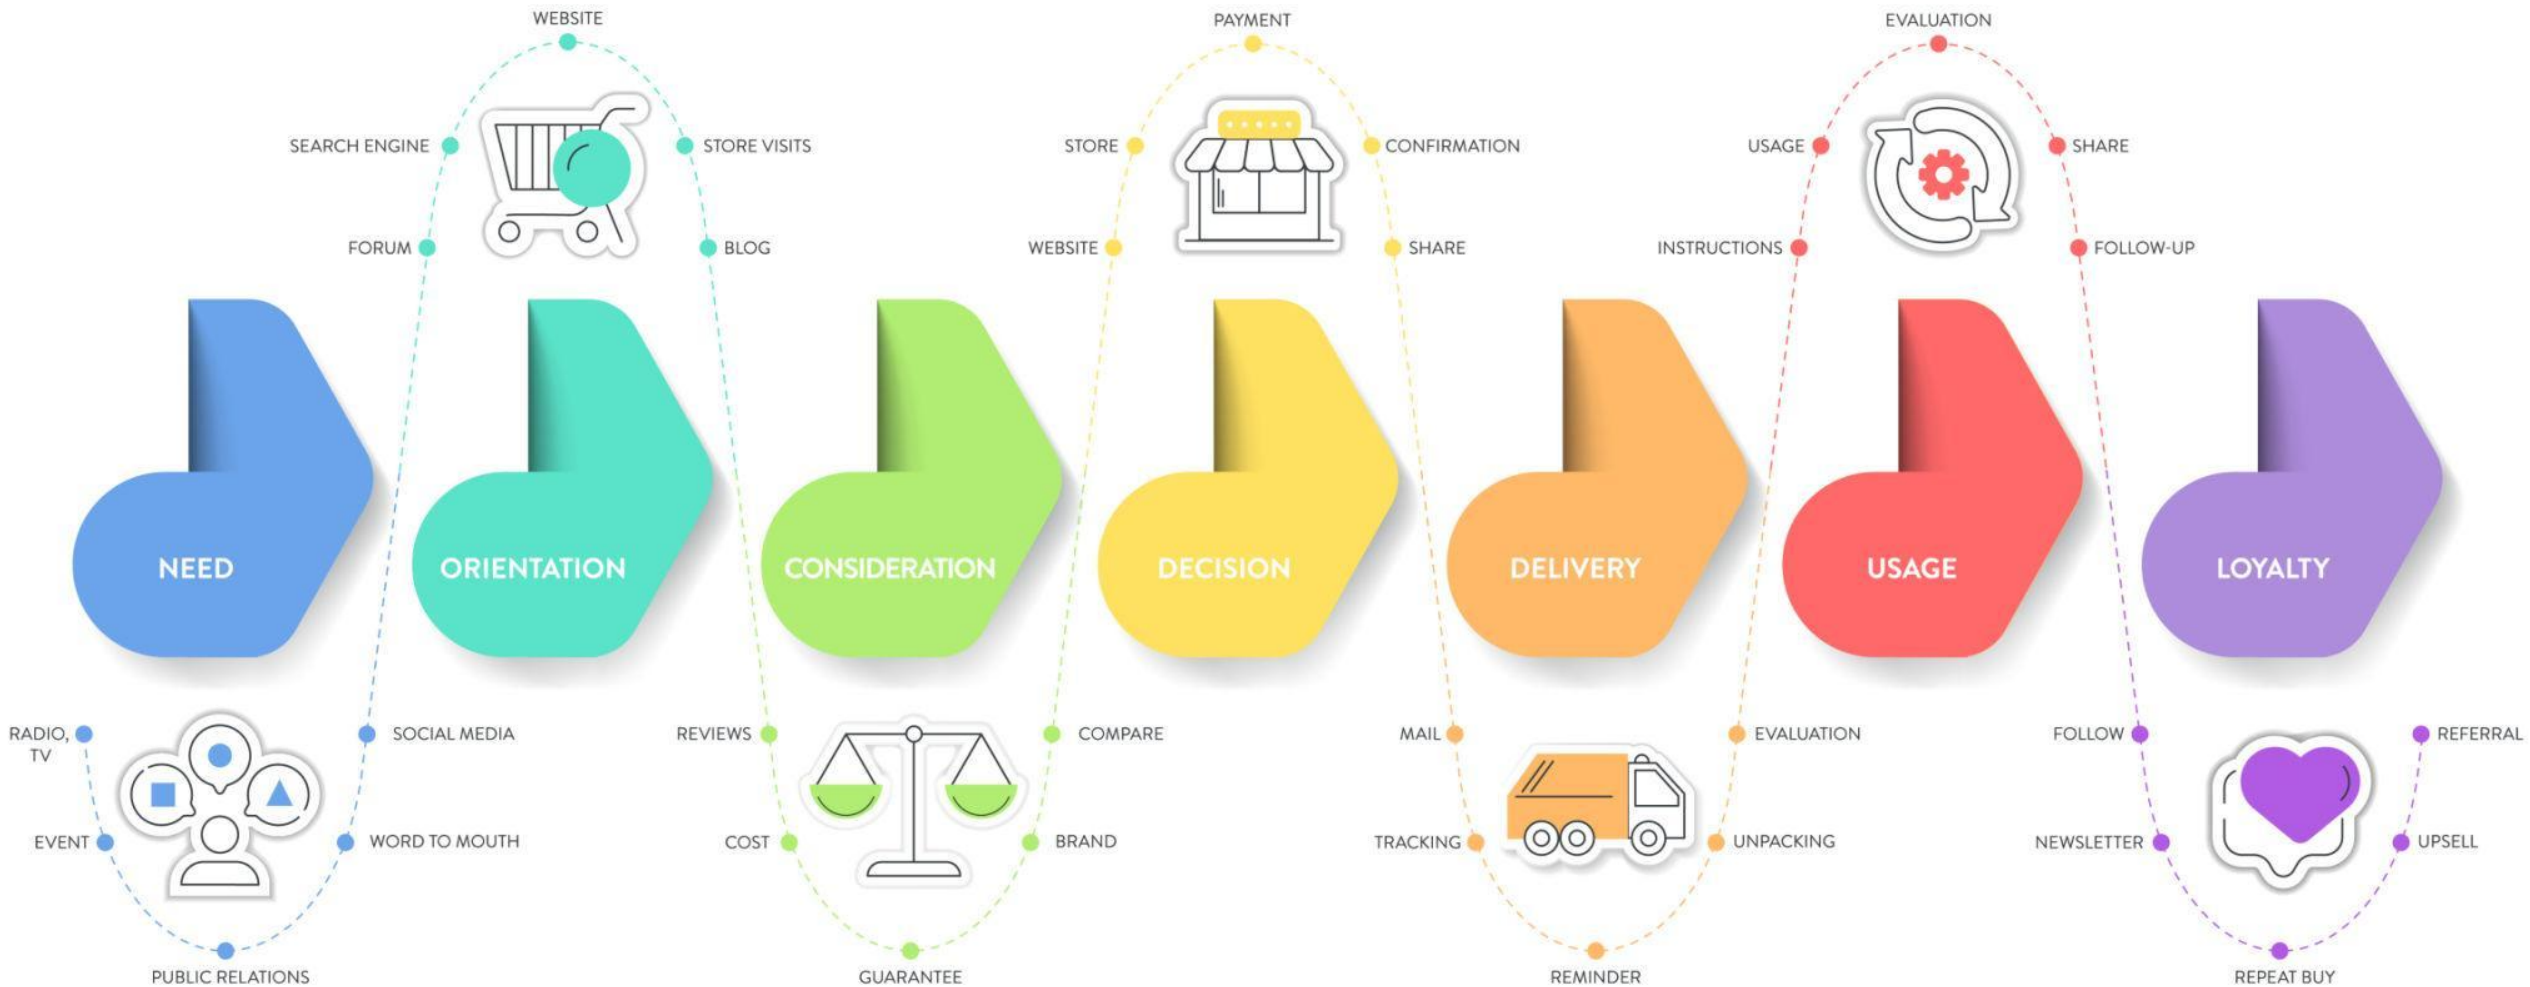 WEBSITE
PAYMENT
EVALUATION
SEARCH ENGINE
STORE VISITS
STORE
CONFIRMATION
USAGE
SHARE
FORUM
BLOG
WEBSITE
SHARE
INSTRUCTIONS
FOLLOW-UP
NEED
ORIENTATION
CONSIDERATION
DECISION
DELIVERY
USAGE
LOYALTY
RADIO,
TV
SOCIAL MEDIA
REVIEWS
COMPARE
MAIL
EVALUATION
FOLLOW
REFERRAL
EVENT
WORD TO MOUTH
COST
BRAND
TRACKING
UNPACKING
NEWSLETTER
UPSELL
PUBLIC RELATIONS
GUARANTEE
REMINDER
REPEAT BUY